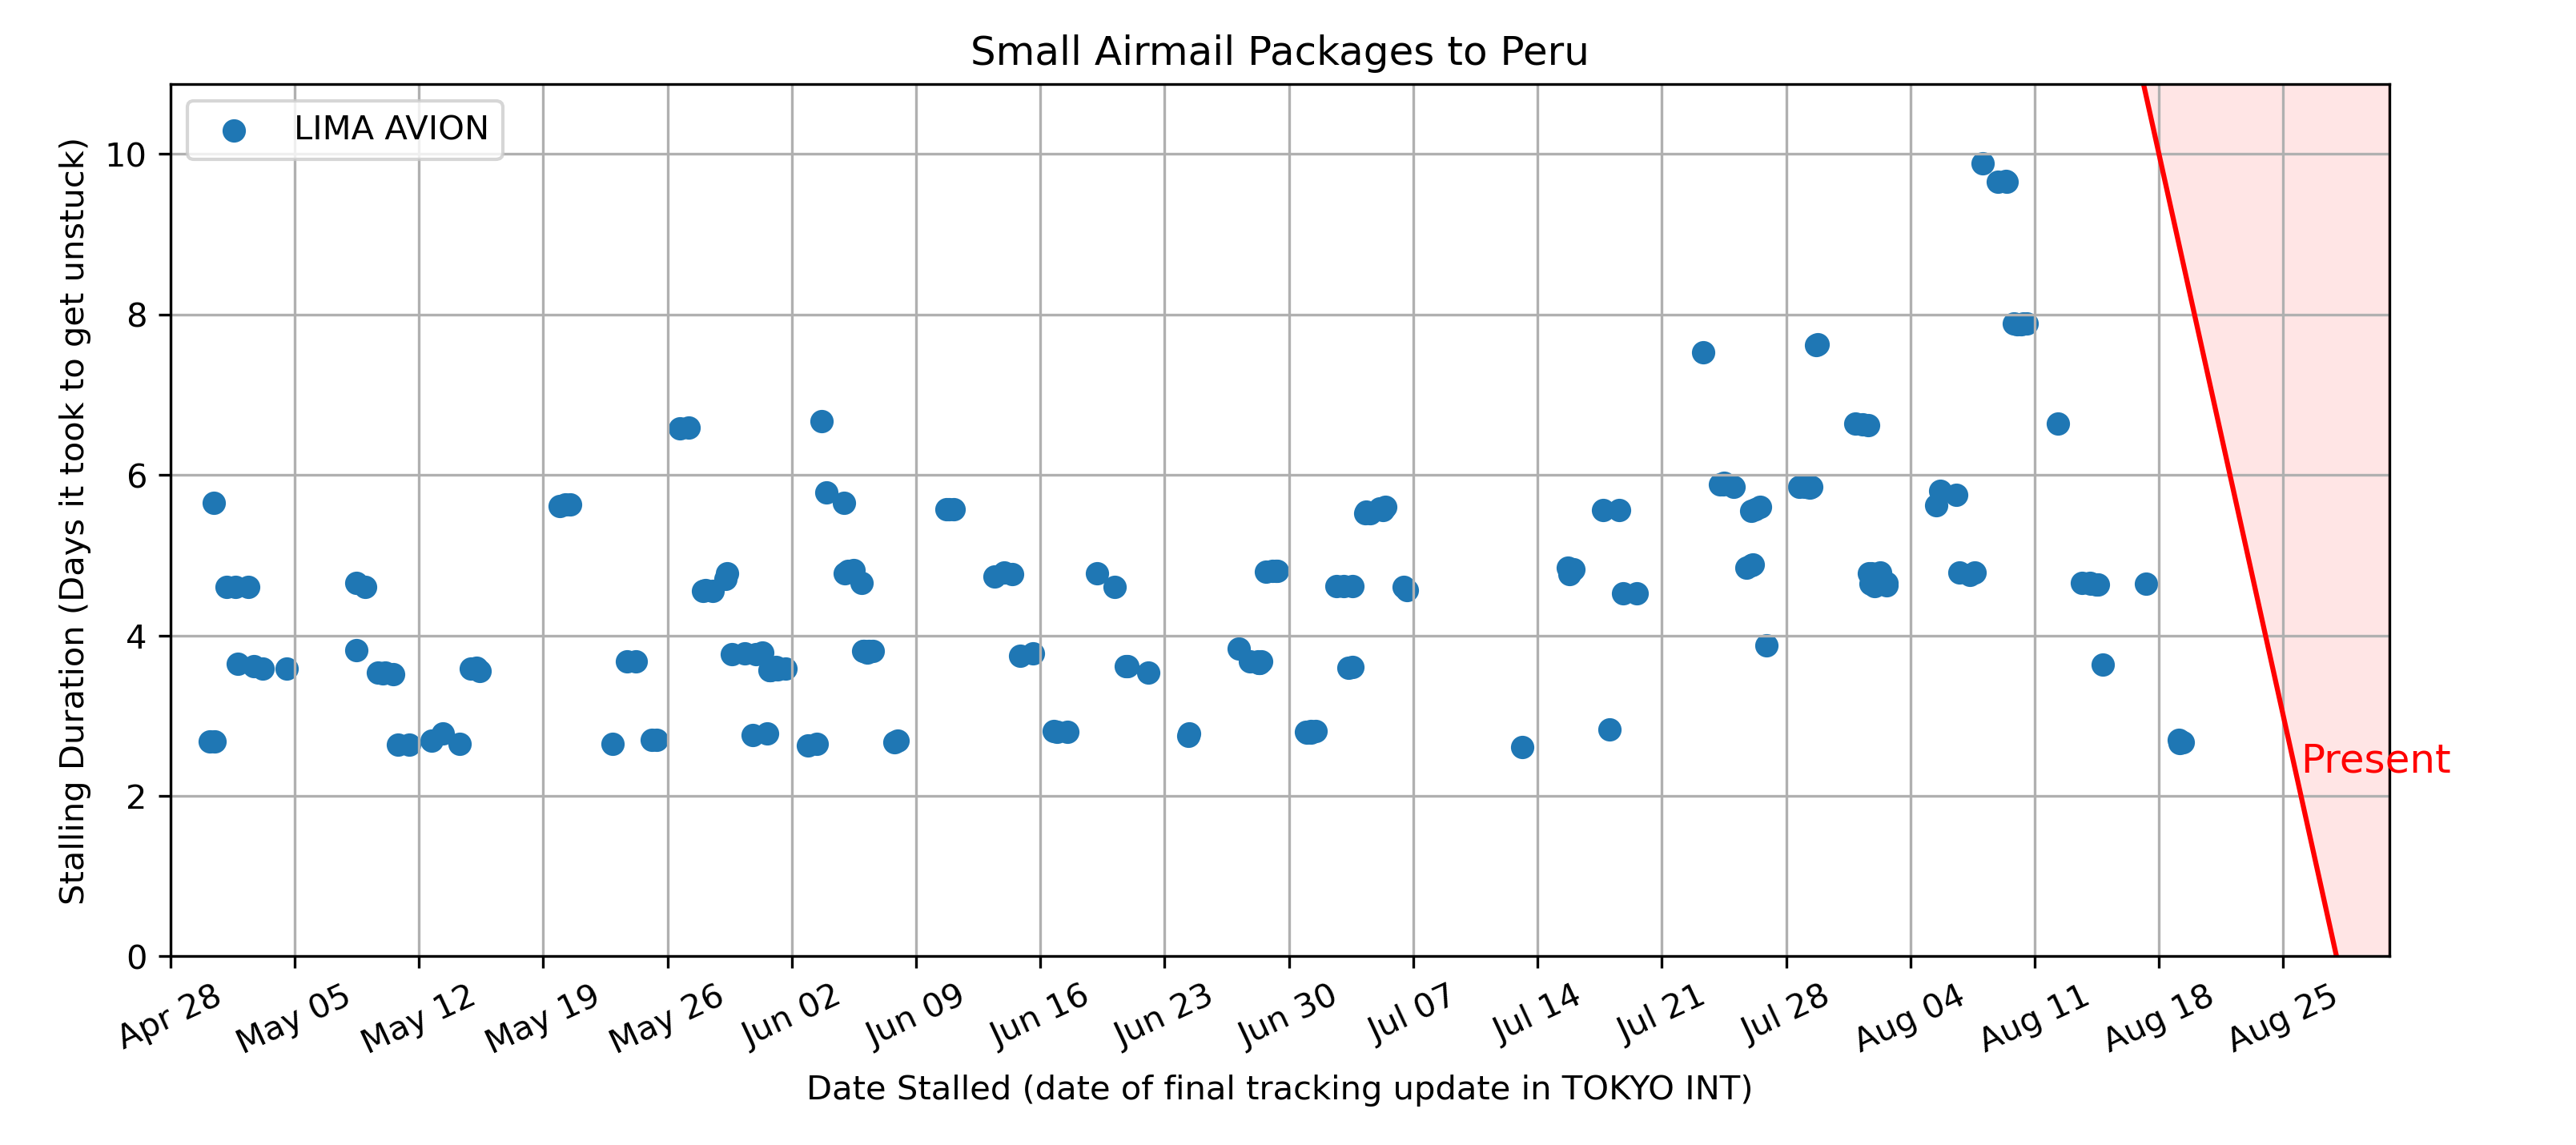 Small Airmail Packages to Peru
LIMA AVION
Stalling Duration (Days it took to get unstuck)
10
8
6
4
2
0
Present
Apr 28
May 05
May 12
May 19
May 26
Jun 02
Jun 09
Jun 16
Jun 23
Jun 30
Jul 07
Jul 14
Jul 21
Jul 28
Aug 04
Aug 11
Aug 18
Aug 25
Date Stalled (date of final tracking update in TOKYO INT)